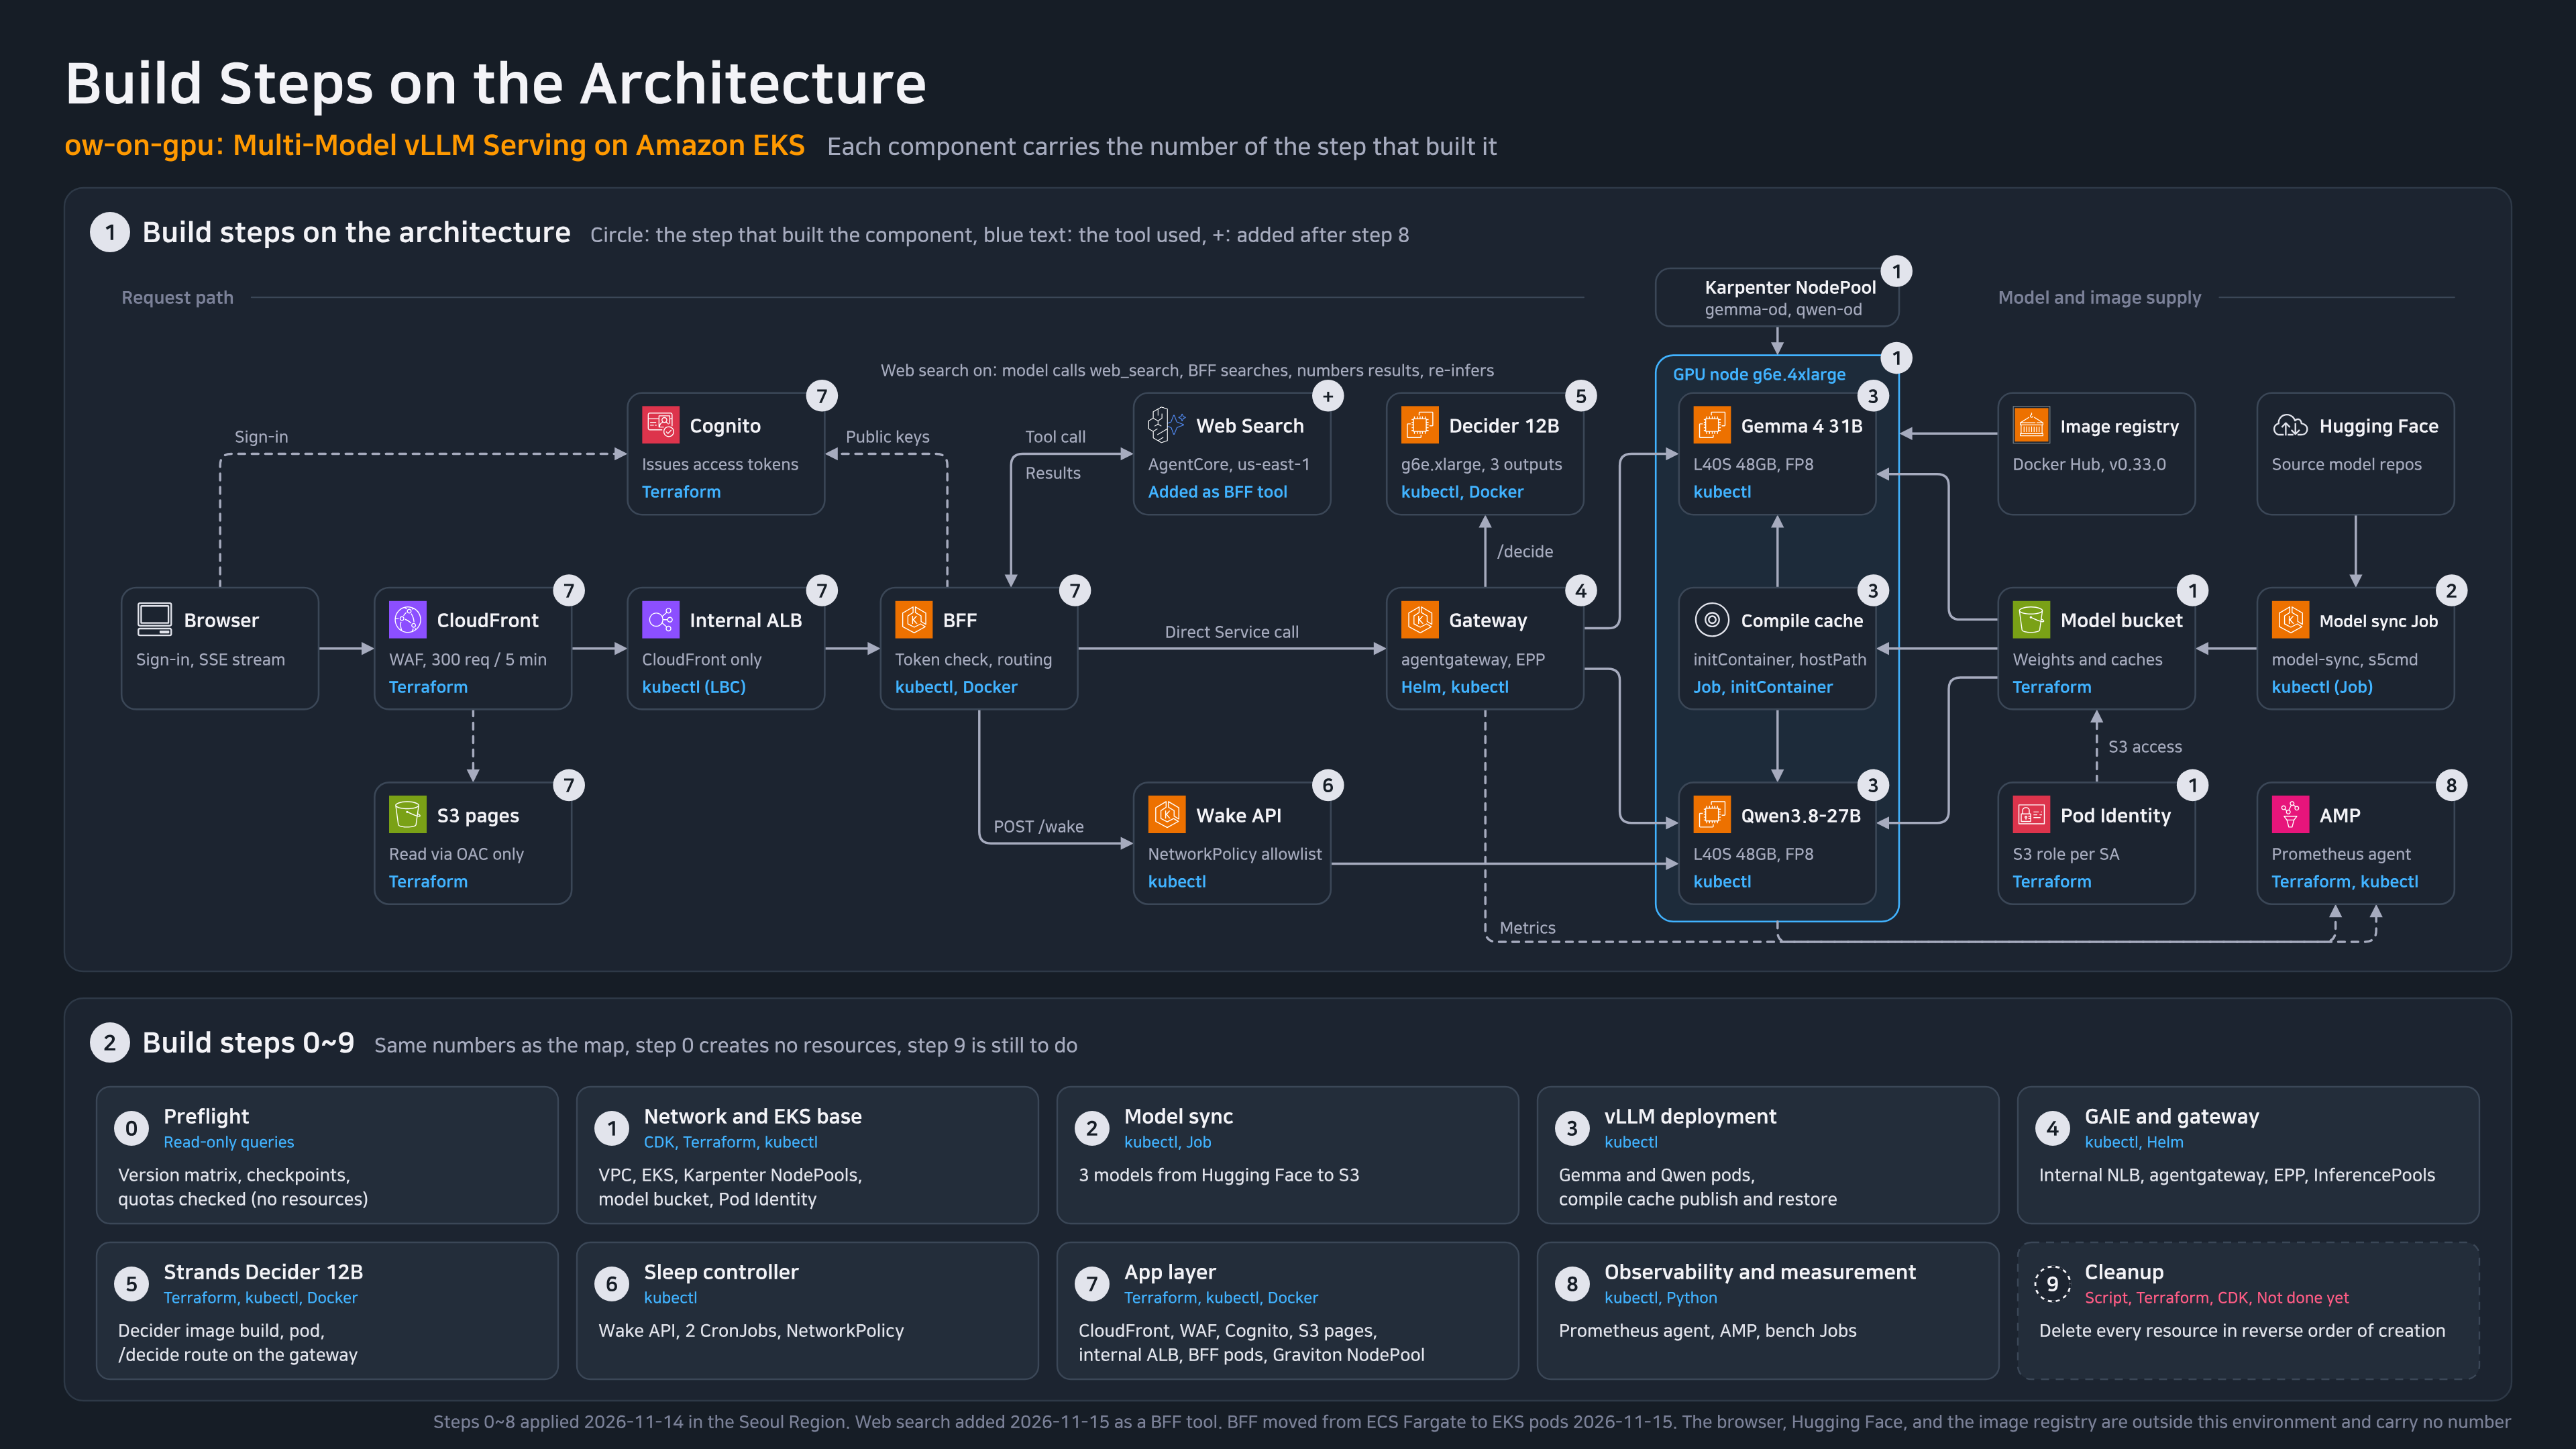 Build Steps on the Architecture
ow-on-gpu: Multi-Model vLLM Serving on Amazon EKS Each component carries the number of the step that built it
1 Build steps on the architecture Circle: the step that built the component, blue text: the tool used, +: added after step 8
Request path
Karpenter NodePool
gemma-od, qwen-od
1
Model and image supply
Web search on: model calls web_search, BFF searches, numbers results, re-infers
GPU node g6e.4xlarge
1
Sign-in
Cognito
Issues access tokens
Terraform
7
Public keys
Tool call
Results
Web Search
AgentCore, us-east-1
Added as BFF tool
+
Decider 12B
g6e.xlarge, 3 outputs
kubectl, Docker
5
Gemma 4 31B
L40S 48GB, FP8
kubectl
3
Image registry
Docker Hub, v0.33.0
Hugging Face
Source model repos
/decide
Browser
Sign-in, SSE stream
CloudFront
WAF, 300 req / 5 min
Terraform
7
Internal ALB
CloudFront only
kubectl (LBC)
7
BFF
Token check, routing
kubectl, Docker
7
Direct Service call
Gateway
agentgateway, EPP
Helm, kubectl
4
Compile cache
initContainer, hostPath
Job, initContainer
3
Model bucket
Weights and caches
Terraform
1
Model sync Job
model-sync, s5cmd
kubectl (Job)
2
S3 access
S3 pages
Read via OAC only
Terraform
7
POST /wake
Wake API
NetworkPolicy allowlist
kubectl
6
Qwen3.8-27B
L40S 48GB, FP8
kubectl
3
Pod Identity
S3 role per SA
Terraform
1
AMP
Prometheus agent
Terraform, kubectl
8
Metrics
2 Build steps 0~9 Same numbers as the map, step 0 creates no resources, step 9 is still to do
0 Preflight
Read-only queries
Version matrix, checkpoints,
quotas checked (no resources)
1 Network and EKS base
CDK, Terraform, kubectl
VPC, EKS, Karpenter NodePools,
model bucket, Pod Identity
2 Model sync
kubectl, Job
3 models from Hugging Face to S3
3 vLLM deployment
kubectl
Gemma and Qwen pods,
compile cache publish and restore
4 GAIE and gateway
kubectl, Helm
Internal NLB, agentgateway, EPP, InferencePools
5 Strands Decider 12B
Terraform, kubectl, Docker
Decider image build, pod,
/decide route on the gateway
6 Sleep controller
kubectl
Wake API, 2 CronJobs, NetworkPolicy
7 App layer
Terraform, kubectl, Docker
CloudFront, WAF, Cognito, S3 pages,
internal ALB, BFF pods, Graviton NodePool
8 Observability and measurement
kubectl, Python
Prometheus agent, AMP, bench Jobs
9 Cleanup
Script, Terraform, CDK, Not done yet
Delete every resource in reverse order of creation
Steps 0~8 applied 2026-11-14 in the Seoul Region. Web search added 2026-11-15 as a BFF tool. BFF moved from ECS Fargate to EKS pods 2026-11-15. The browser, Hugging Face, and the image registry are outside this environment and carry no number